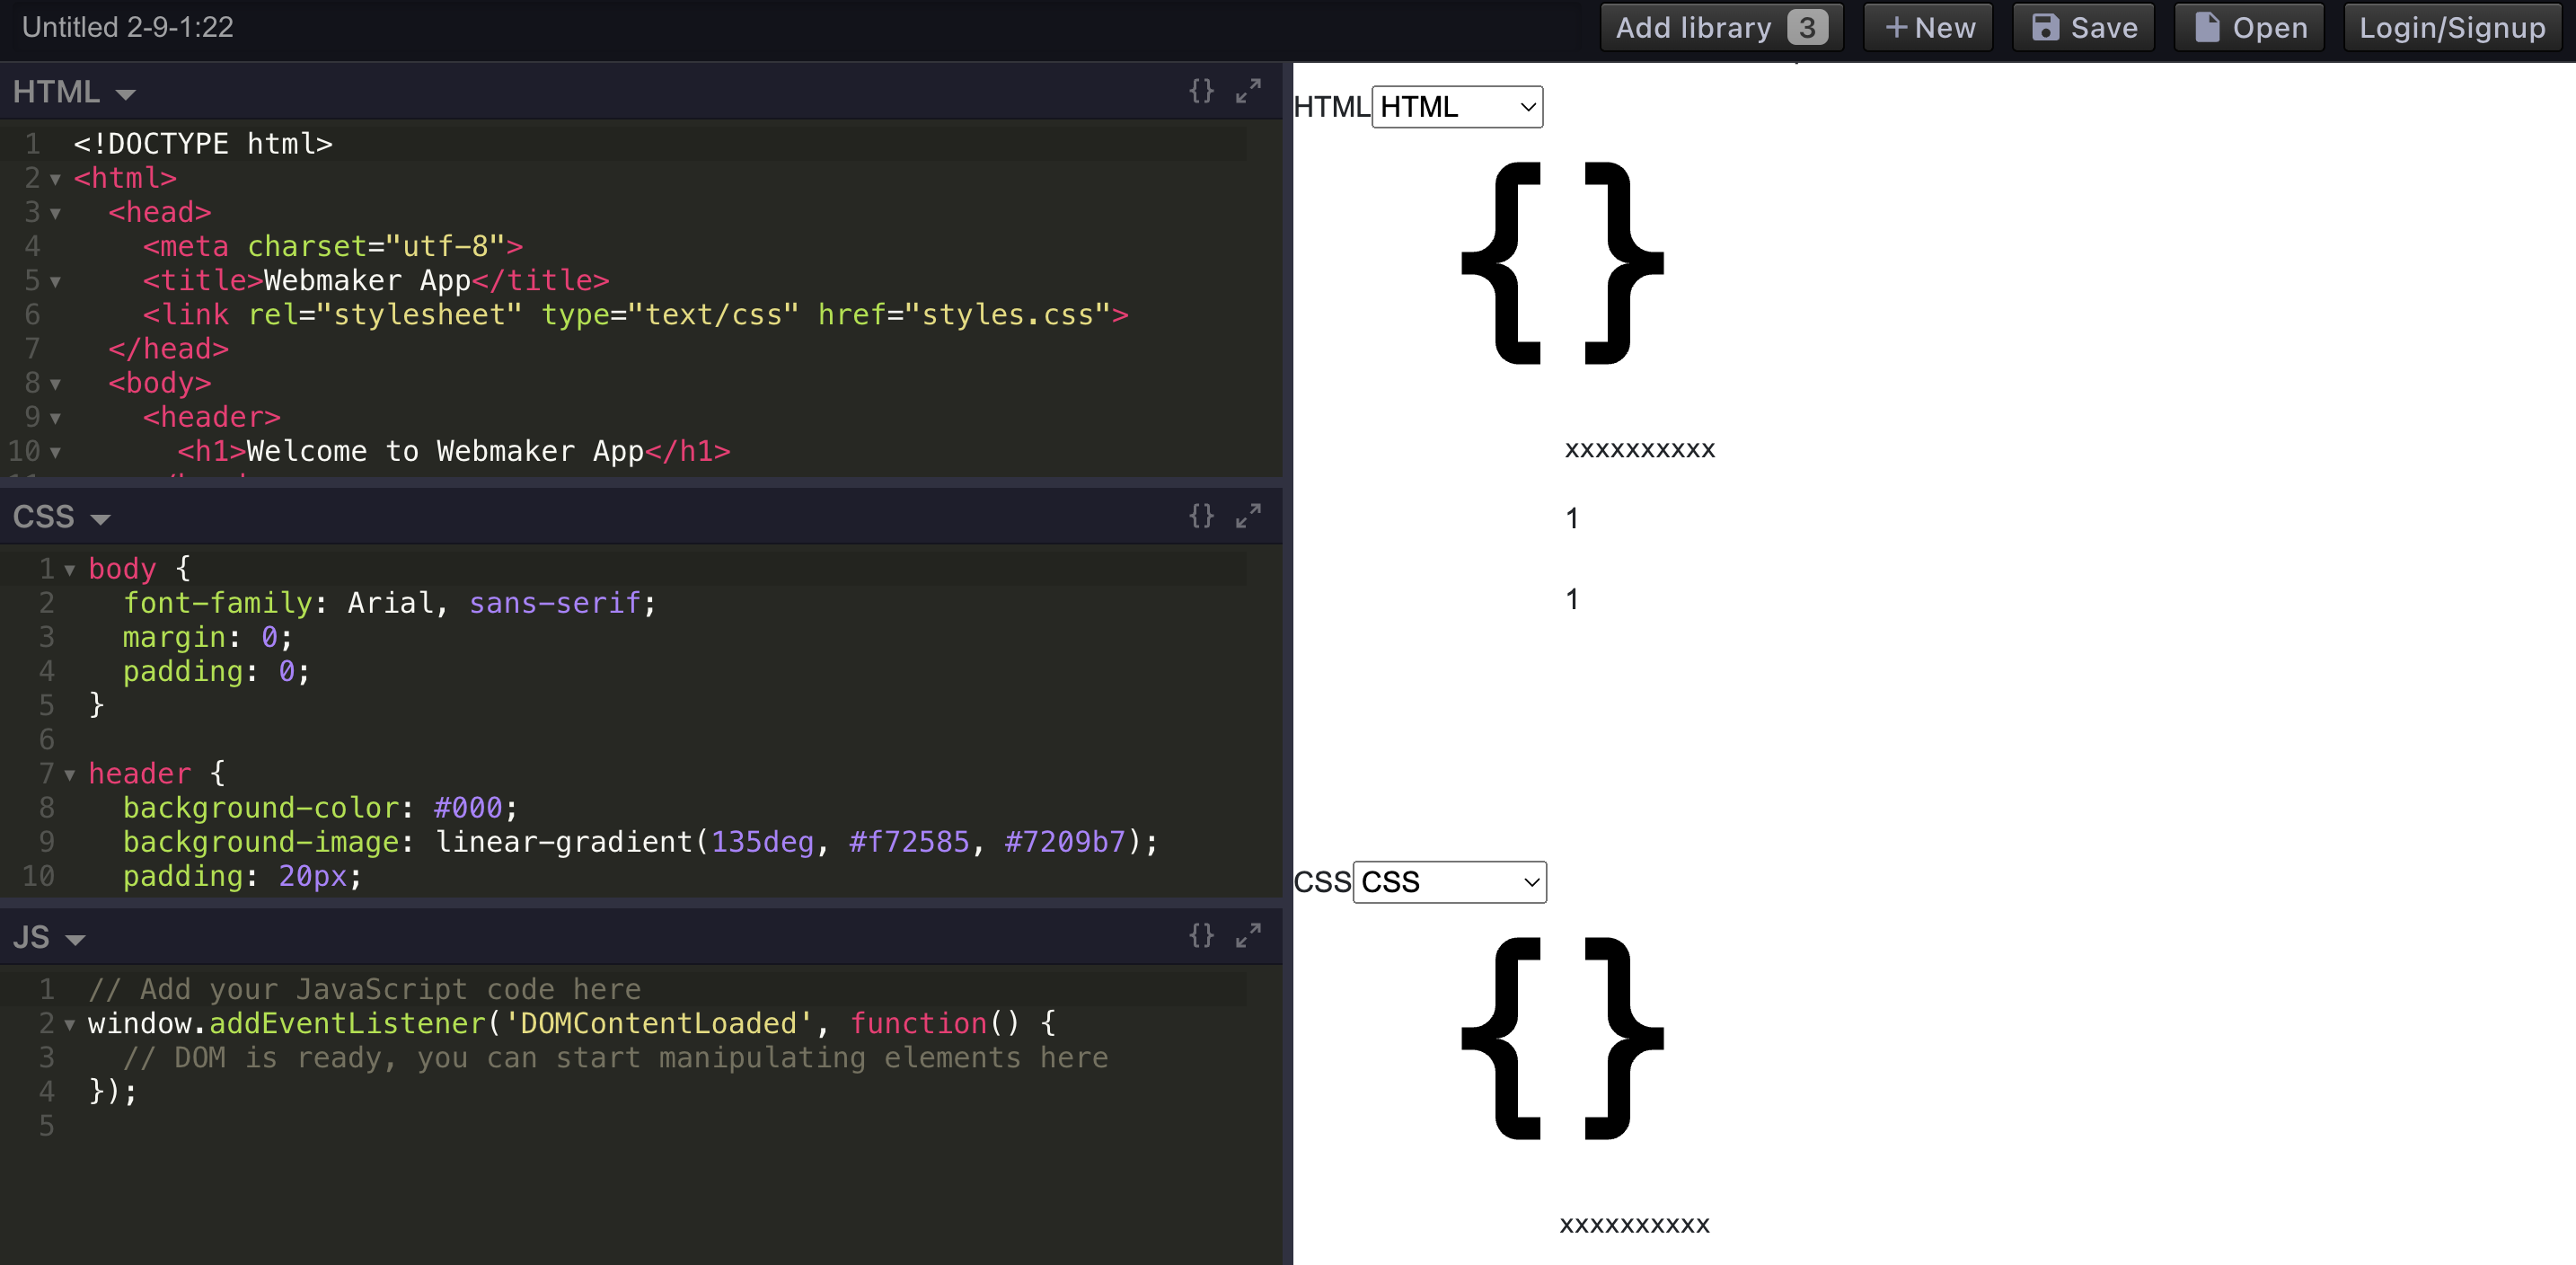 Untitled 2-9-1:22
Add library 3
+ New
Save
Open
Login/Signup
HTML
{}
1 <!DOCTYPE html>
2 <html>
3 <head>
4 <meta charset="utf-8">
5 <title>Webmaker App</title>
6 <link rel="stylesheet" type="text/css" href="styles.css">
7 </head>
8 <body>
9 <header>
10 <h1>Welcome to Webmaker App</h1>
CSS
{}
1 body {
2 font-family: Arial, sans-serif;
3 margin: 0;
4 padding: 0;
5 }
6
7 header {
8 background-color: #000;
9 background-image: linear-gradient(135deg, #f72585, #7209b7);
10 padding: 20px;
JS
{}
1 // Add your JavaScript code here
2 window.addEventListener('DOMContentLoaded', function() {
3 // DOM is ready, you can start manipulating elements here
4 });
5
HTML HTML
{}
xxxxxxxxxx
1
1
CSS CSS
{}
xxxxxxxxxx